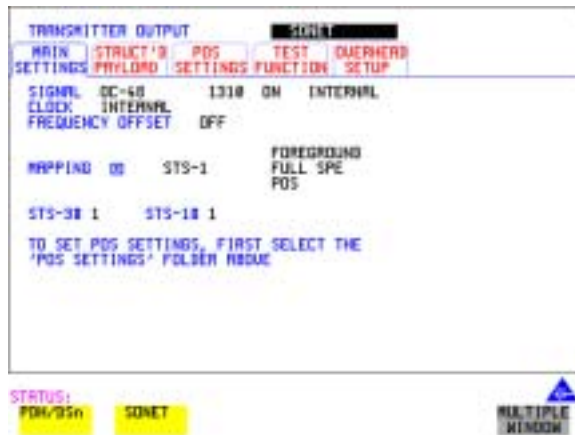 TRANSMITTER OUTPUT SONET
MAIN SETTINGS STRUCT'D PAYLOAD POS SETTINGS TEST FUNCTION OVERHEAD SETUP
SIGNAL OC-48 1310 ON INTERNAL
CLOCK INTERNAL
FREQUENCY OFFSET OFF
FOREGROUND
MAPPING STS-1 FULL SPE
POS
STS-3# 1 STS-1# 1
TO SET POS SETTINGS, FIRST SELECT THE
'POS SETTINGS' FOLDER ABOVE
STATUS:
PDH/DSn SONET MULTIPLE WINDOW